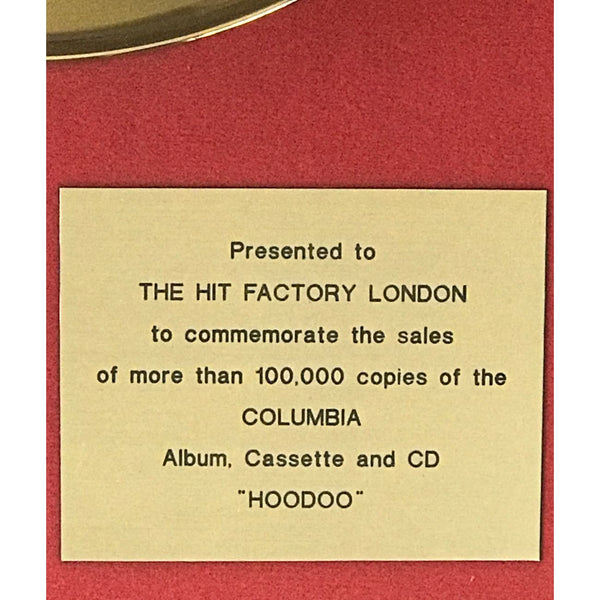 Presented to
THE HIT FACTORY LONDON
to commemorate the sales
of more than 100,000 copies of the
COLUMBIA
Album, Cassette and CD
"HOODOO"